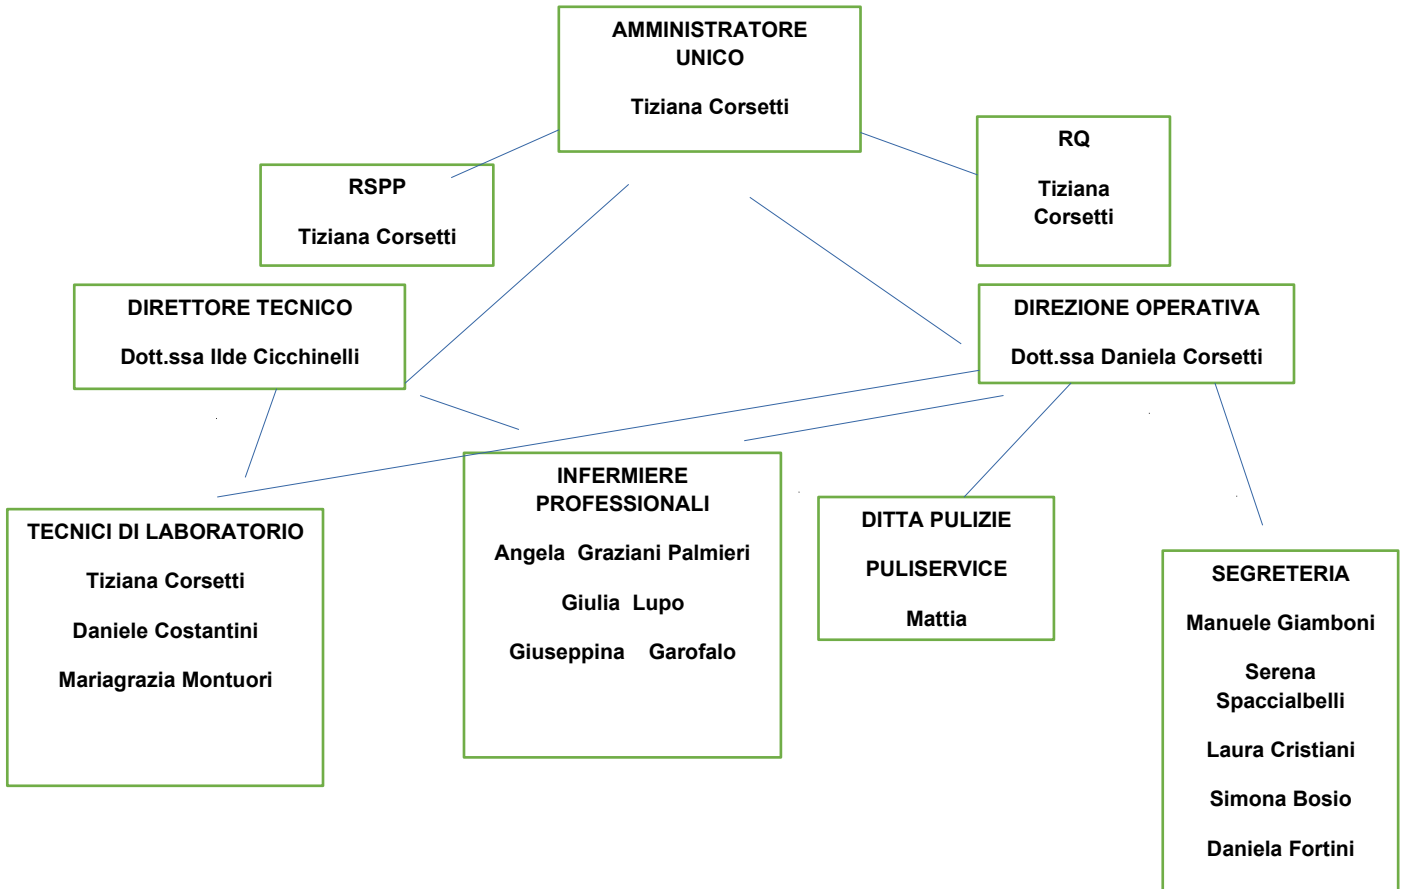 AMMINISTRATORE
UNICO
Tiziana Corsetti
RSPP
Tiziana Corsetti
RQ
Tiziana
Corsetti
DIRETTORE TECNICO
Dott.ssa Ilde Cicchinelli
DIREZIONE OPERATIVA
Dott.ssa Daniela Corsetti
TECNICI DI LABORATORIO
Tiziana Corsetti
Daniele Costantini
Mariagrazia Montuori
INFERMIERE
PROFESSIONALI
Angela Graziani Palmieri
Giulia Lupo
Giuseppina Garofalo
DITTA PULIZIE
PULISERVICE
Mattia
SEGRETERIA
Manuele Giamboni
Serena
Spaccialbelli
Laura Cristiani
Simona Bosio
Daniela Fortini